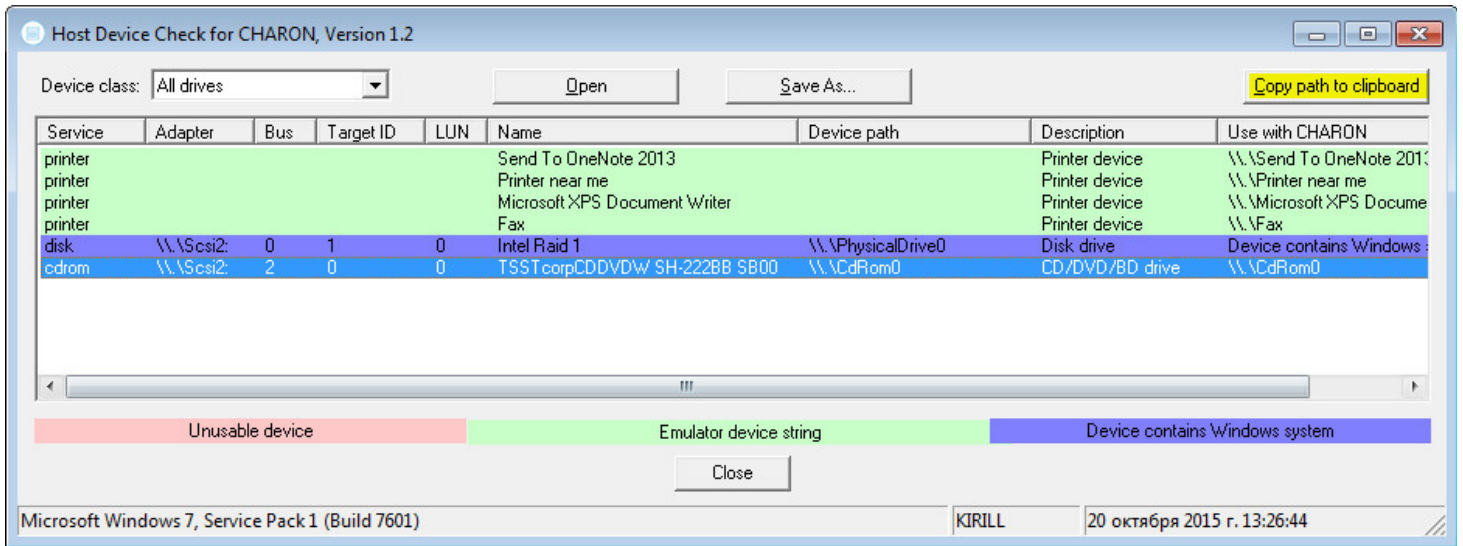 Host Device Check for CHARON, Version 1.2
Device class: All drives Open Save As... Copy path to clipboard
Service Adapter Bus Target ID LUN Name Device path Description Use with CHARON
printer Send To OneNote 2013 Printer device \\.\Send To OneNote 2013
printer Printer near me Printer device \\.\Printer near me
printer Microsoft XPS Document Writer Printer device \\.\Microsoft XPS Docume
printer Fax Printer device \\.\Fax
disk \\.\Scsi2: 0 1 0 Intel Raid 1 \\.\PhysicalDrive0 Disk drive Device contains Windows
cdrom \\.\Scsi2: 2 0 0 TSSTcorpCDDVDW SH-222BB SB00 \\.\CdRom0 CD/DVD/BD drive \\.\CdRom0
Unusable device Emulator device string Device contains Windows system
Close
Microsoft Windows 7, Service Pack 1 (Build 7601) KIRILL 20 октября 2015 г. 13:26:44